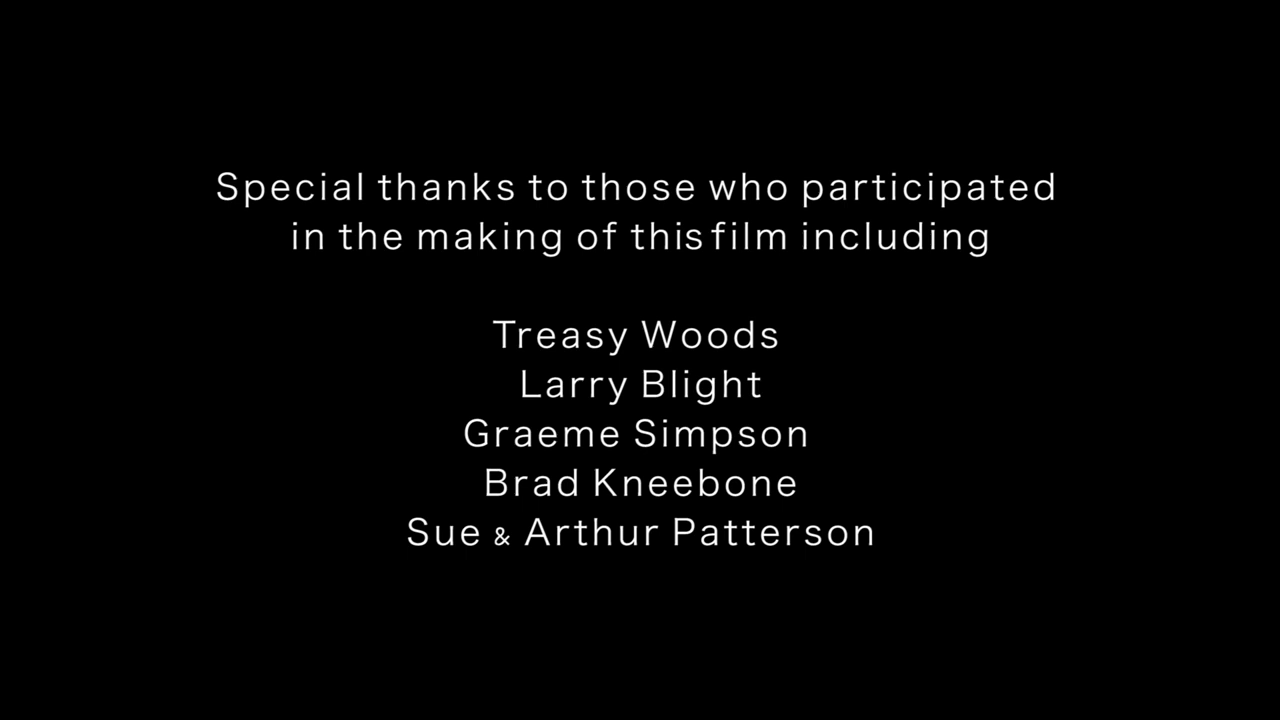 Special thanks to those who participated
in the making of this film including
Treasy Woods
Larry Blight
Graeme Simpson
Brad Kneebone
Sue & Arthur Patterson